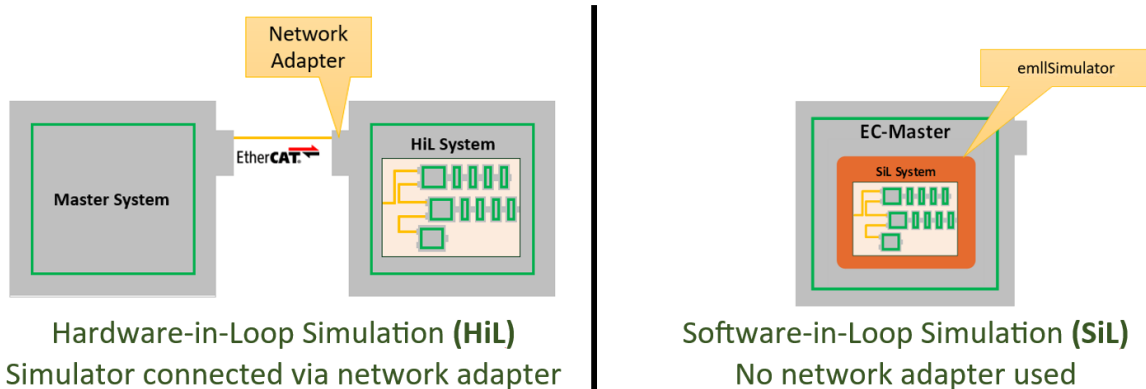 Network
Adapter
Master System
EtherCAT®
HiL System
Hardware-in-Loop Simulation (HiL)
Simulator connected via network adapter
emllSimulator
EC-Master
SiL System
Software-in-Loop Simulation (SiL)
No network adapter used